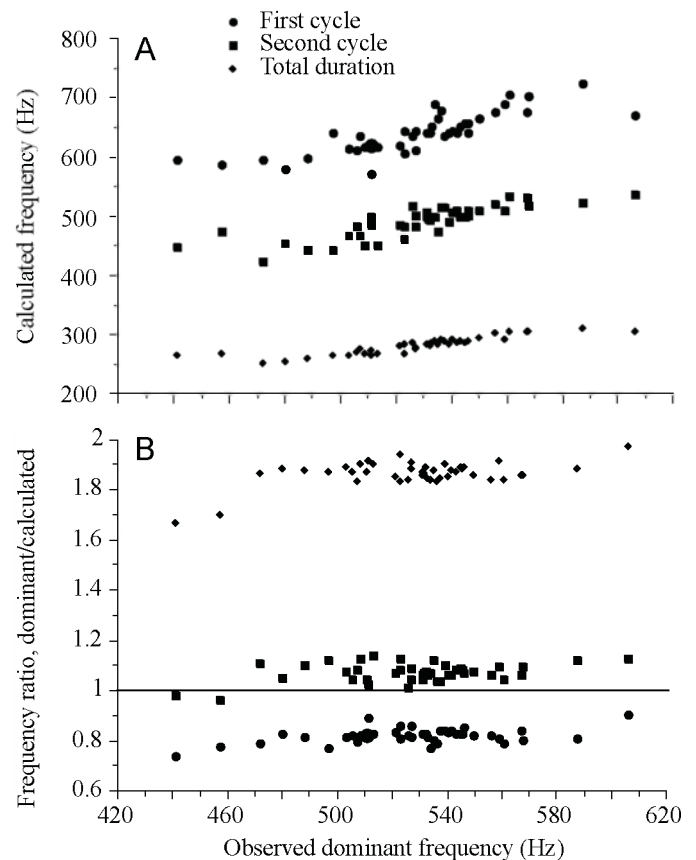 First cycle
Second cycle
Total duration
A
800
700
600
500
400
300
200
Calculated frequency (Hz)
B
2
1.8
1.6
1.4
1.2
1
0.8
0.6
Frequency ratio, dominant/calculated
420 460 500 540 580 620
Observed dominant frequency (Hz)